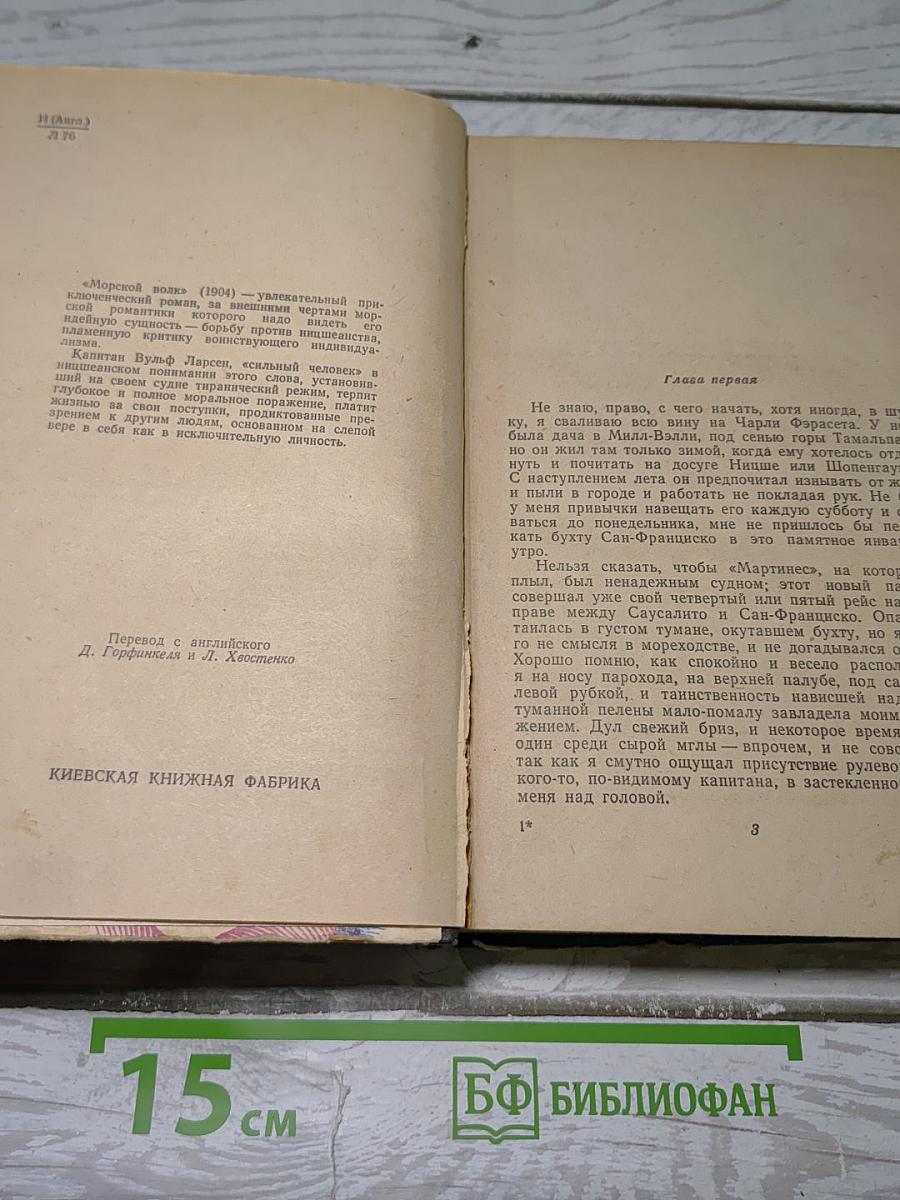 И (Англ.)
Л 76
«Морской волк» (1904) — увлекательный при-
ключенческий роман, за внешними чертами мор-
ской романтики которого надо видеть его
идейную сущность — борьбу против ницшеанства,
пламенную критику воинствующего индивидуа-
лизма.
Капитан Вульф Ларсен, «сильный человек» в
ницшеанском понимании этого слова, установив-
ший на своем судне тиранический режим, терпит
глубокое и полное моральное поражение, платит
жизнью за свои поступки, продиктованные пре-
зрением к другим людям, основанном на слепой
вере в себя как в исключительную личность.
Перевод с английского
Д. Горфинкеля и Л. Хвостенко
КИЕВСКАЯ КНИЖНАЯ ФАБРИКА
Глава первая
Не знаю, право, с чего начать, хотя иногда, в шу
ку, я сваливаю всю вину на Чарли Фэрасета. У не
была дача в Милл-Вэлли, под сенью горы Тамальпа
но он жил там только зимой, когда ему хотелось отд
нуть и почитать на досуге Ницше или Шопенгау
С наступлением лета он предпочитал изнывать от ж
и пыли в городе и работать не покладая рук. Не б
у меня привычки навещать его каждую субботу и о
ваться до понедельника, мне не пришлось бы пе
кать бухту Сан-Франциско в это памятное январ
утро.
Нельзя сказать, чтобы «Мартинес», на котор
плыл, был ненадежным судном; этот новый па
совершал уже свой четвертый или пятый рейс на
праве между Саусалито и Сан-Франциско. Опа
таилась в густом тумане, окутавшем бухту, но я
го не смысля в мореходстве, и не догадывался о
Хорошо помню, как спокойно и весело распол
я на носу парохода, на верхней палубе, под са
левой рубкой, и таинственность нависшей над
туманной пелены мало-помалу завладела моим
жением. Дул свежий бриз, и некоторое время
один среди сырой мглы — впрочем, и не совс
так как я смутно ощущал присутствие рулево
кого-то, по-видимому капитана, в застекленно
меня над головой.
1*
3
15 см
БФ БИБЛИОФАН